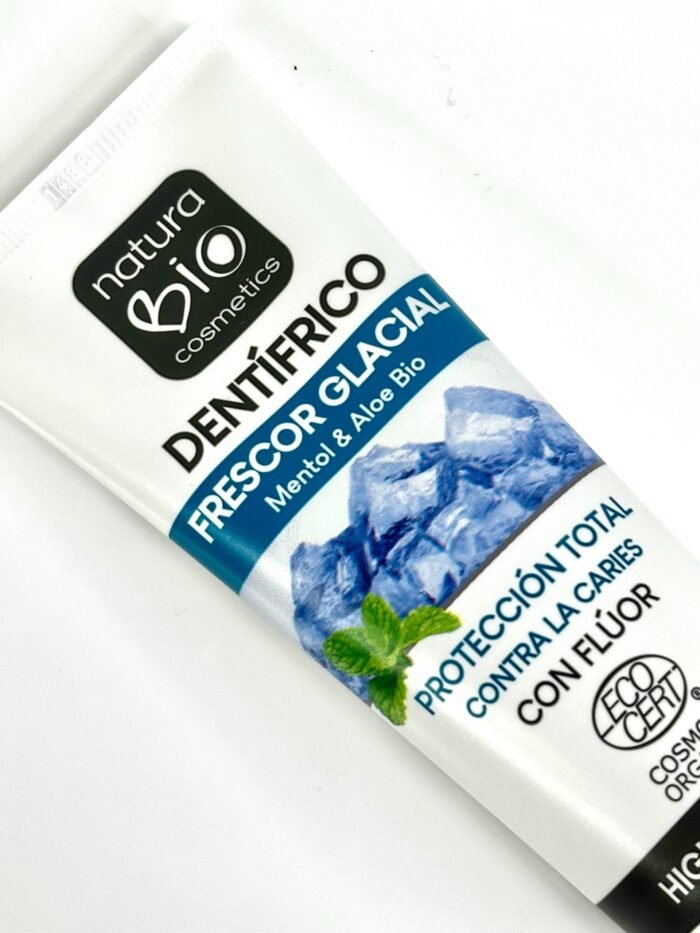 natura
Bio
cosmetics
DENTÍFRICO
FRESCOR GLACIAL
Mentol & Aloe Bio
PROTECCIÓN TOTAL
CONTRA LA CARIES
CON FLÚOR
ECO
CERT
®